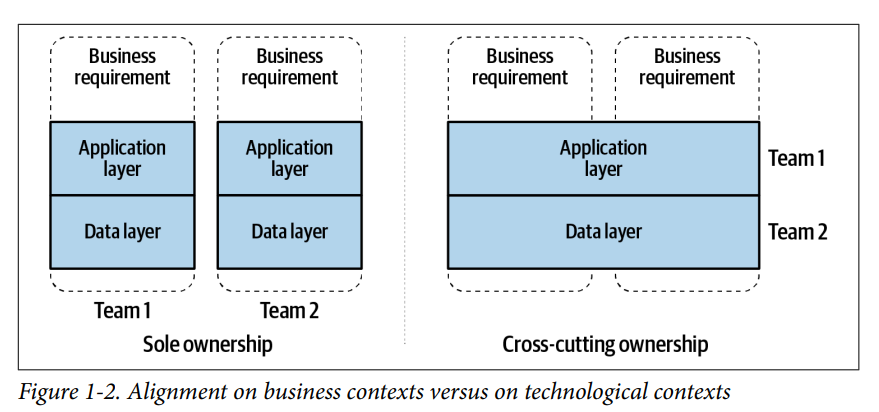 Business
requirement
Business
requirement
Application
layer
Application
layer
Data layer
Data layer
Team 1
Team 2
Sole ownership
Business
requirement
Business
requirement
Application
layer
Team 1
Data layer
Team 2
Cross-cutting ownership
Figure 1-2. Alignment on business contexts versus on technological contexts